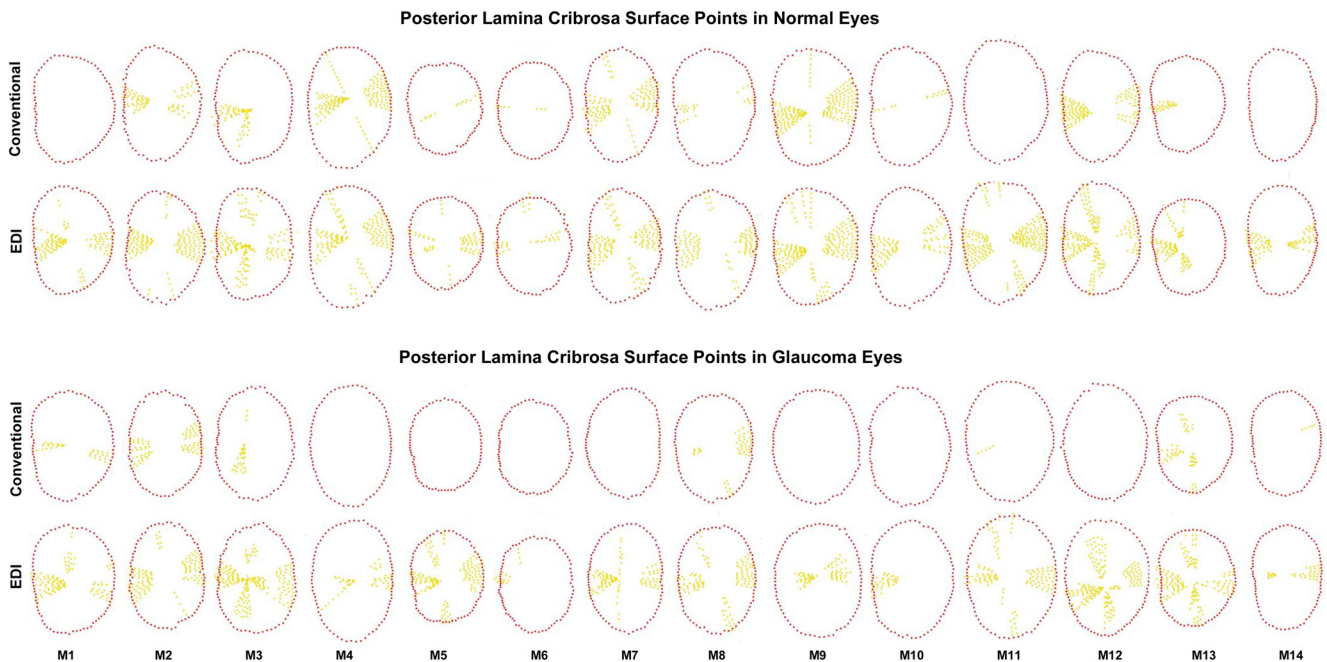 Posterior Lamina Cribrosa Surface Points in Normal Eyes
Conventional
EDI
Posterior Lamina Cribrosa Surface Points in Glaucoma Eyes
Conventional
EDI
M1 M2 M3 M4 M5 M6 M7 M8 M9 M10 M11 M12 M13 M14